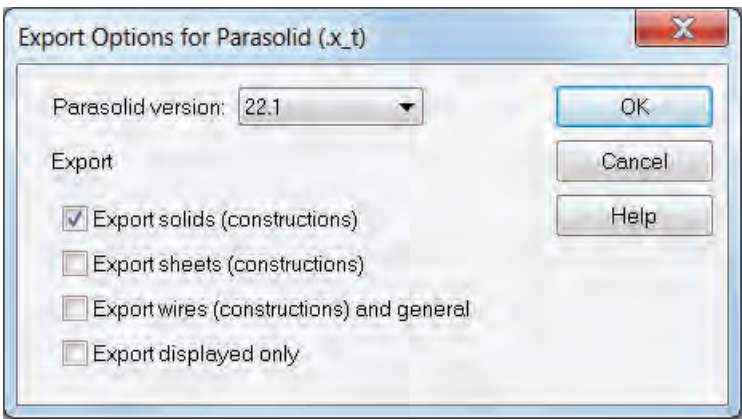 Export Options for Parasolid (.x_t)
Parasolid version: 22.1
OK
Export
Cancel
Export solids (constructions)
Help
Export sheets (constructions)
Export wires (constructions) and general
Export displayed only